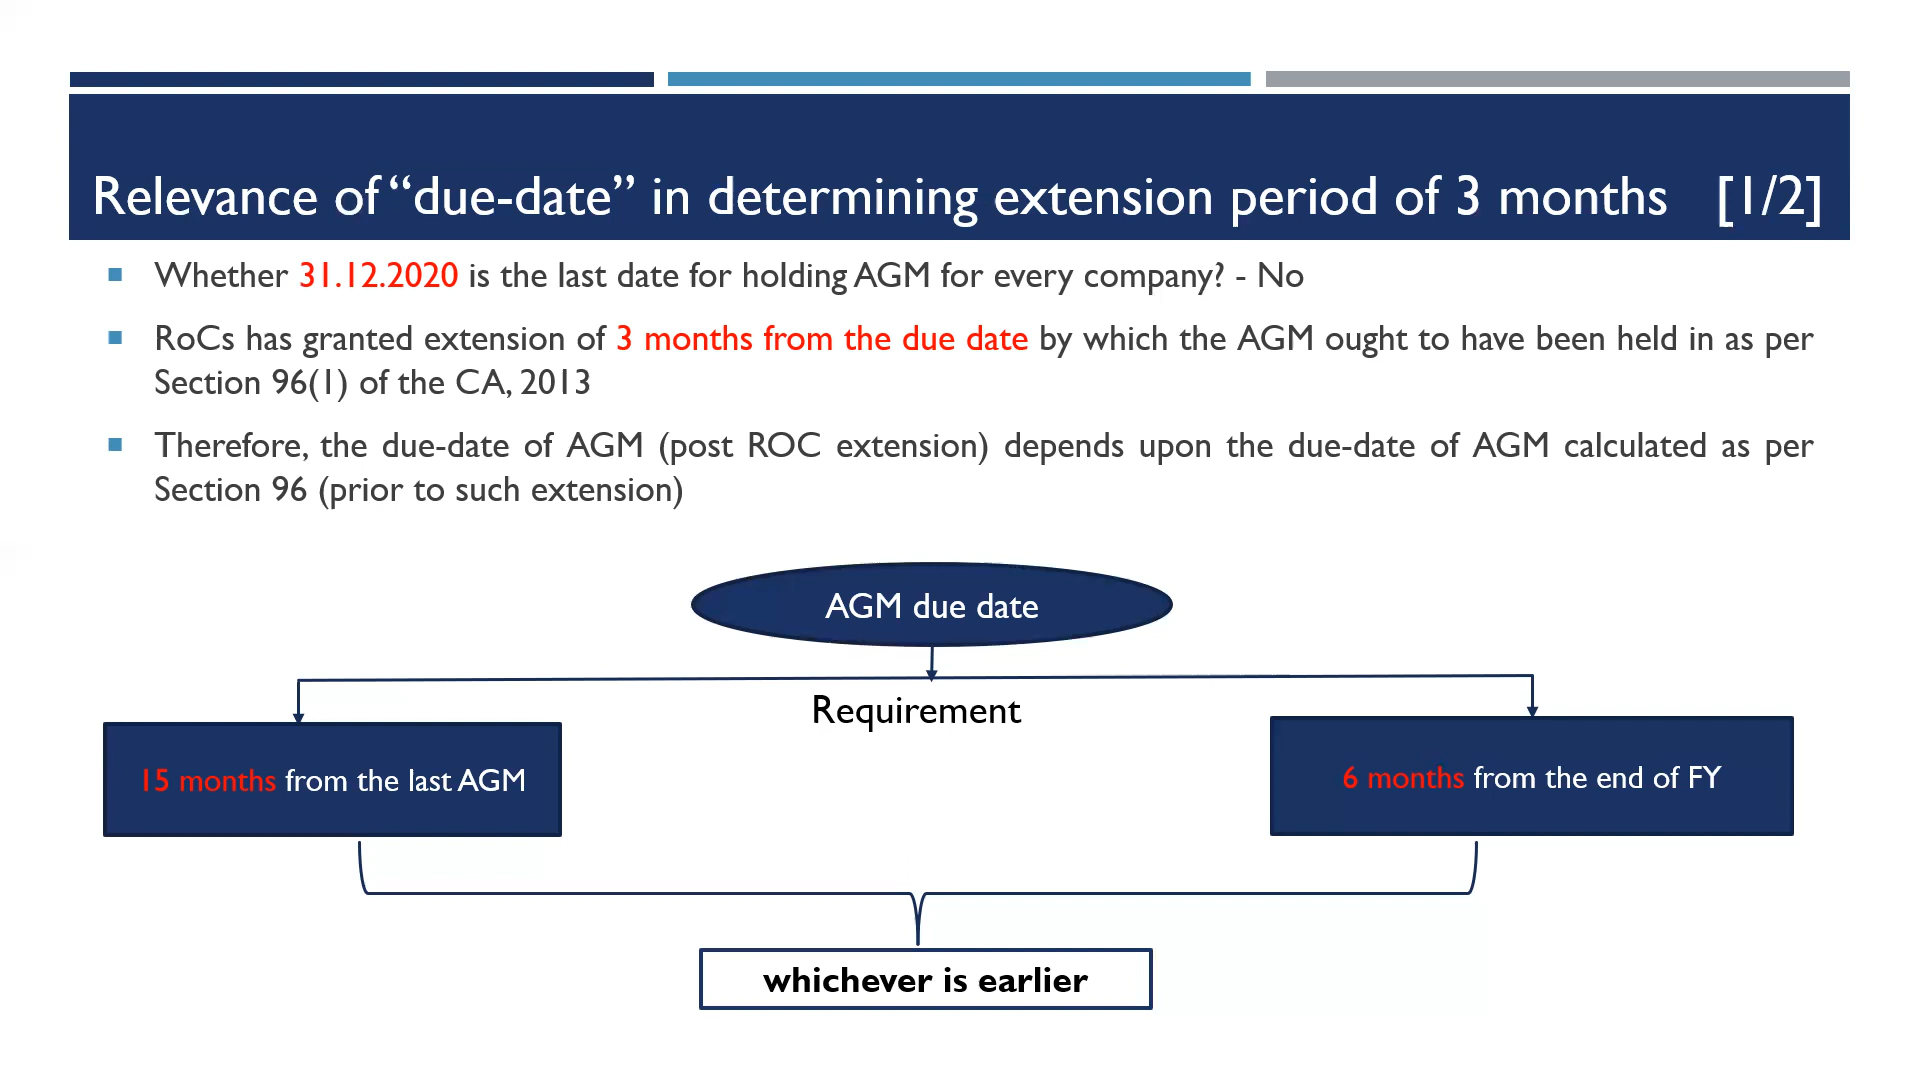 Relevance of “due-date” in determining extension period of 3 months [1/2]
Whether 31.12.2020 is the last date for holding AGM for every company? - No
RoCs has granted extension of 3 months from the due date by which the AGM ought to have been held in as per
Section 96(1) of the CA, 2013
Therefore, the due-date of AGM (post ROC extension) depends upon the due-date of AGM calculated as per
Section 96 (prior to such extension)
AGM due date
Requirement
15 months from the last AGM
6 months from the end of FY
whichever is earlier